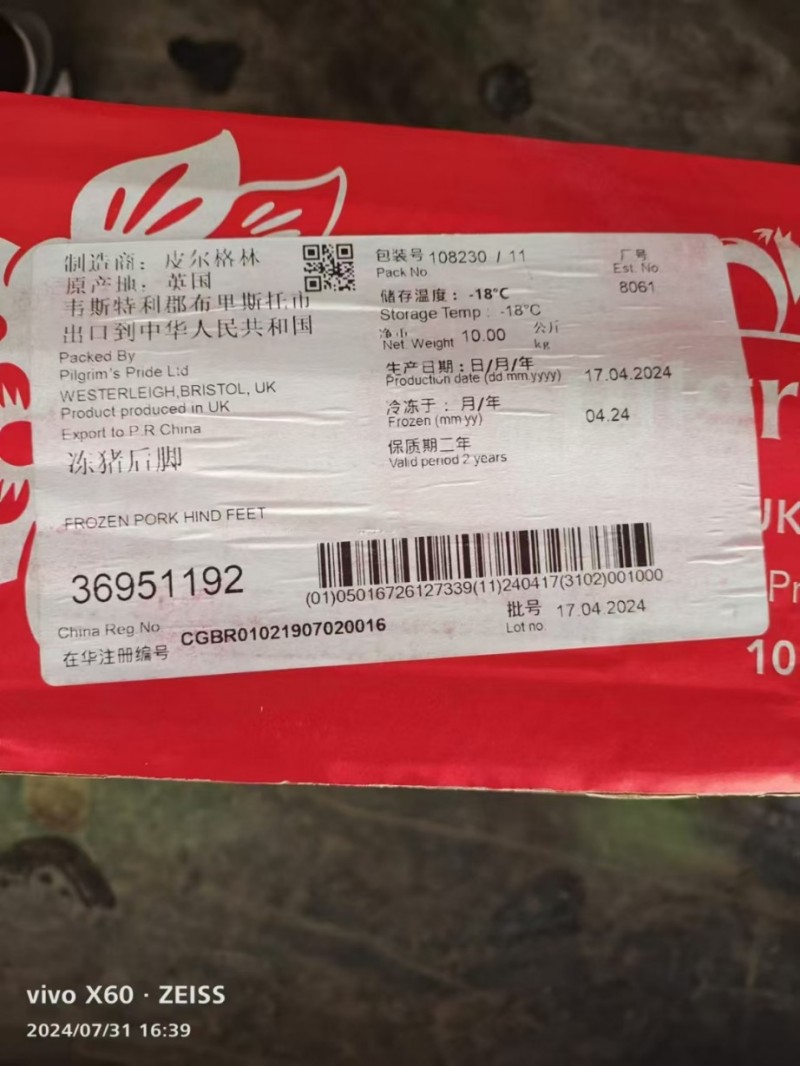 制造商：皮尔格林
原产地：英国
韦斯特利郡布里斯托市
出口到中华人民共和国
Packed By
Pilgrim's Pride Ltd
WESTERLEIGH,BRISTOL, UK
Product produced in UK
Export to P R China
冻猪后脚
FROZEN PORK HIND FEET
36951192
China Reg.No
在华注册编号
CGBR01021907020016
包装号 108230 / 11
Pack No.
厂号
Est. No.
8061
储存温度：-18°C
Storage Temp : -18°C
净小 10.00 公斤
Net Weight kg
生产日期：日/月/年
Production date (dd.mm.yyyy) 17.04.2024
冷冻于：月/年
Frozen (mm yy) 04.24
保质期二年
Valid period 2 years
(01)05016726127339(11)240417(3102)001000
批号 17.04.2024
Lot no.
UK
Pr
10
vivo X60 · ZEISS
2024/07/31 16:39